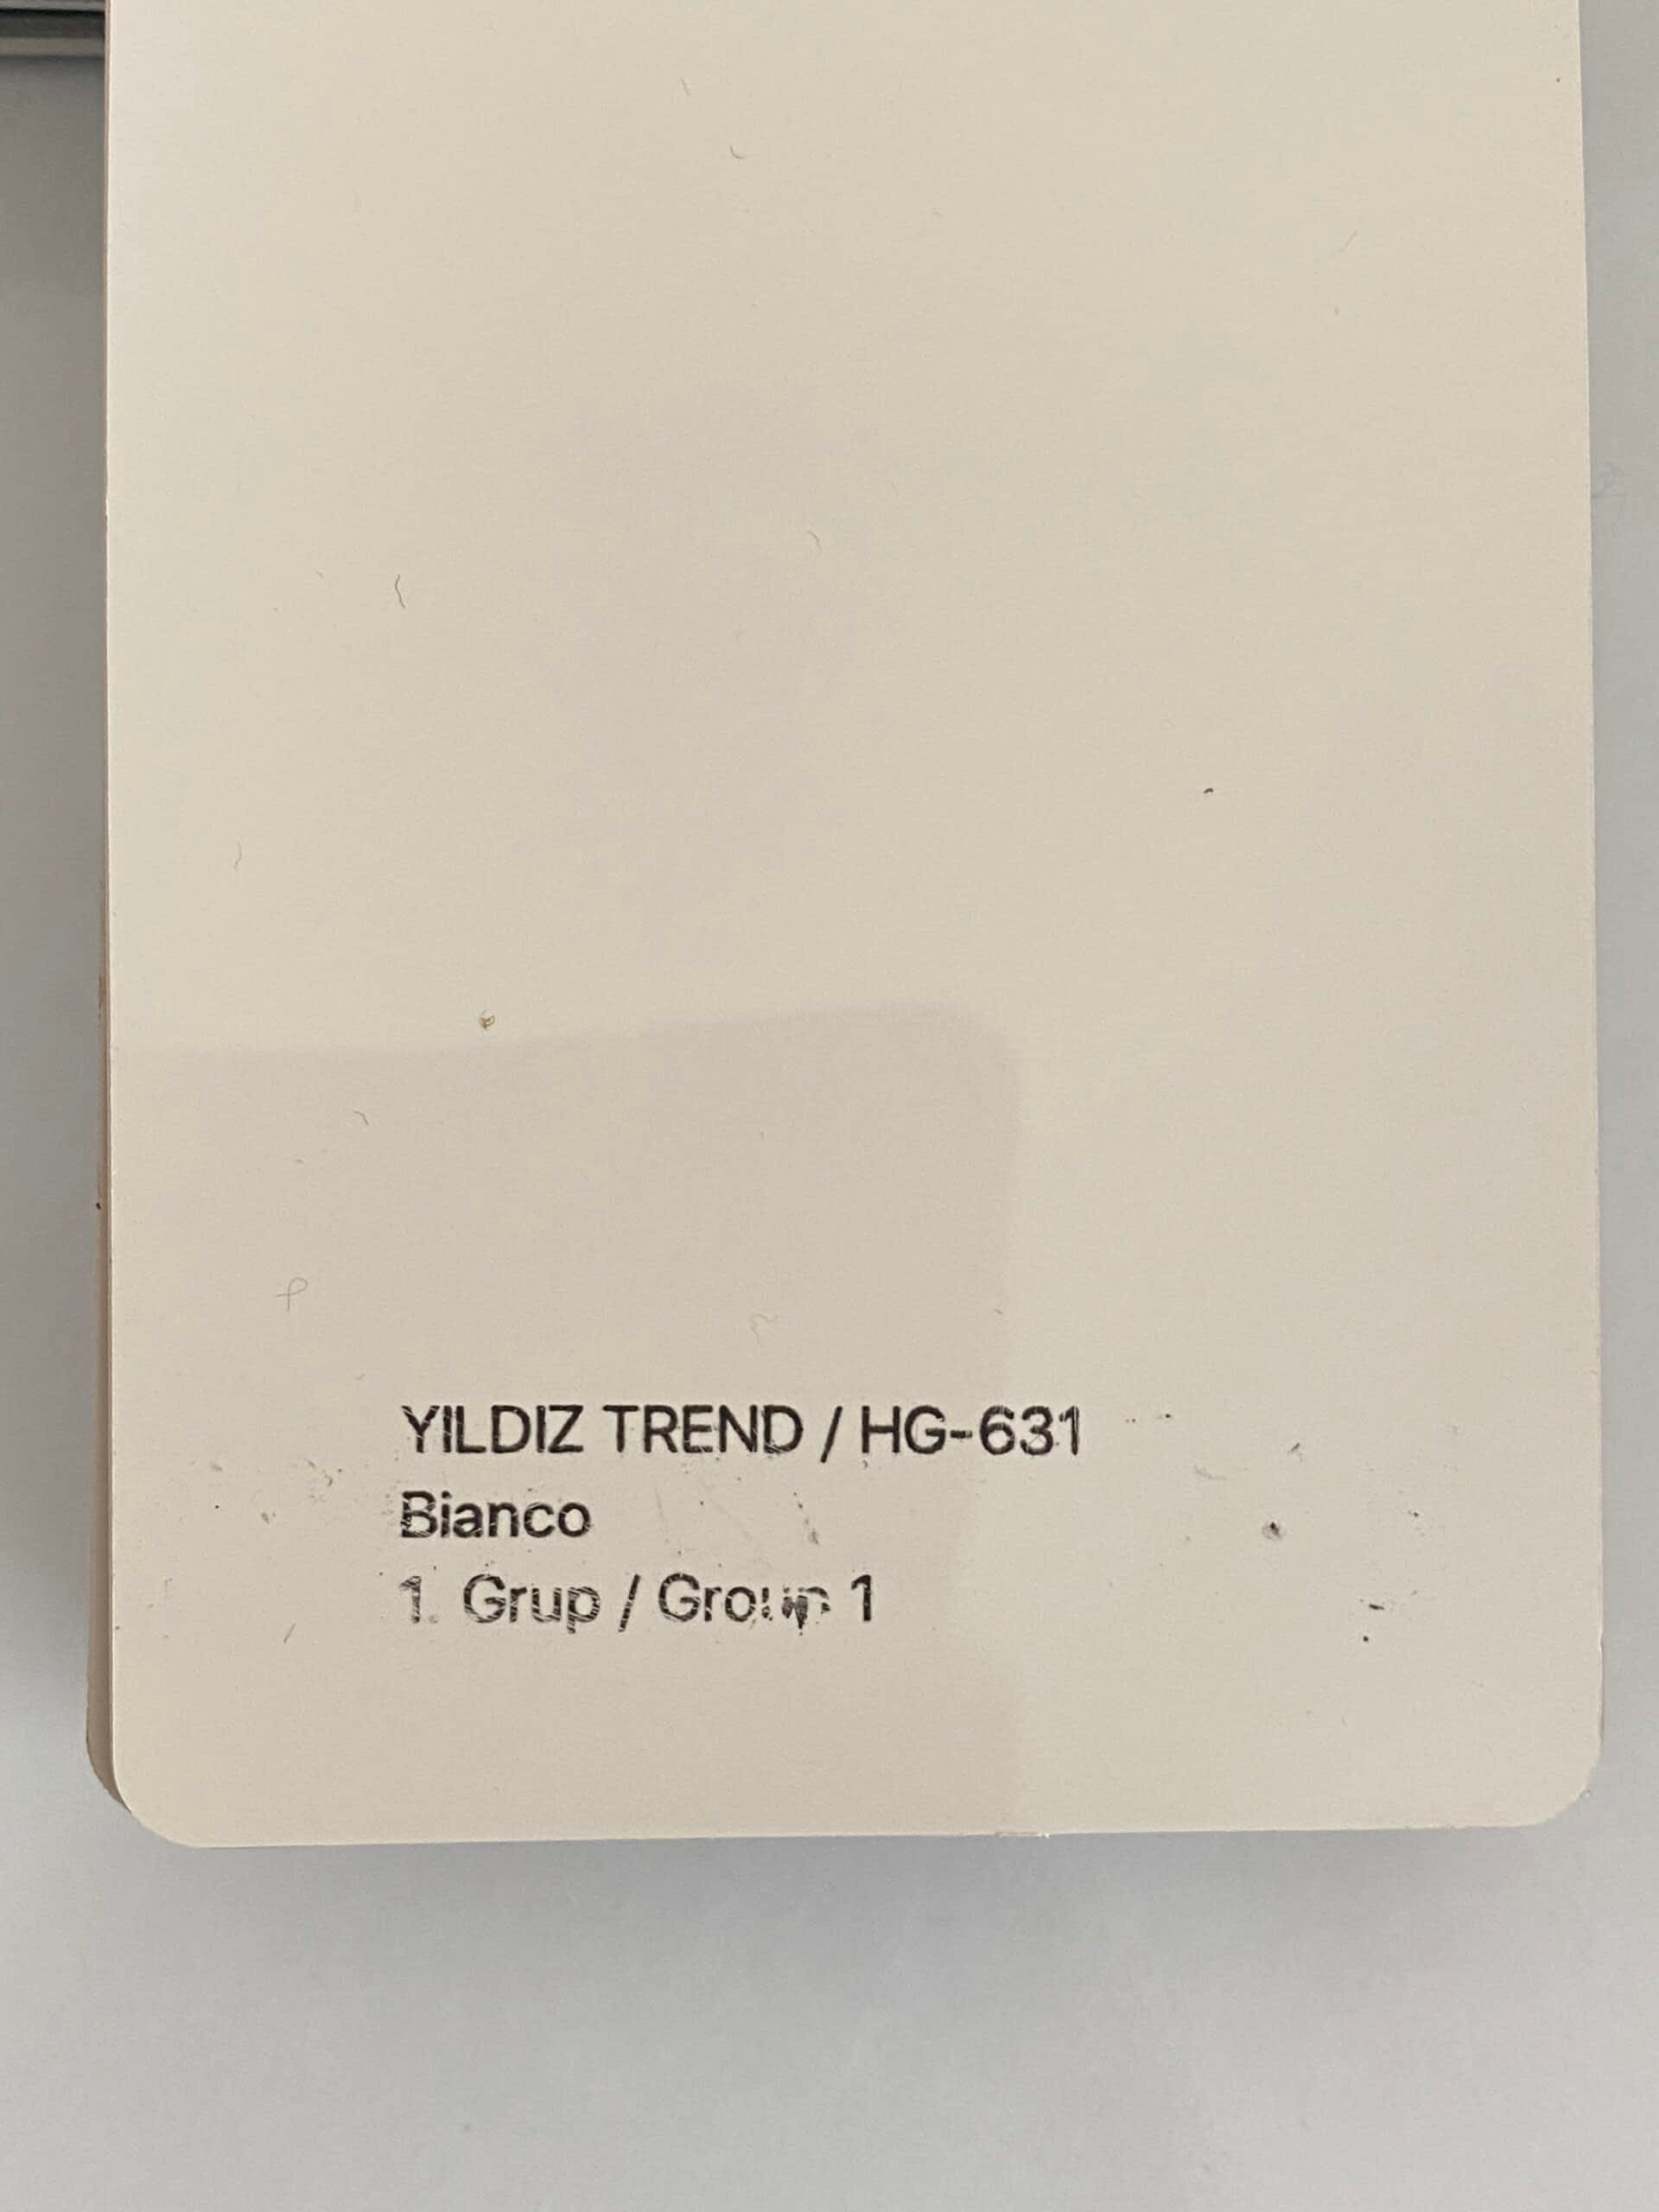 YILDIZ TREND / HG-631
Bianco
1. Grup / Group 1